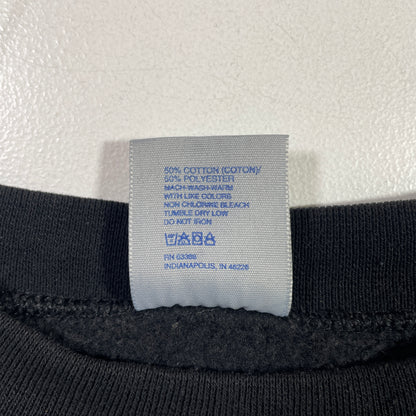 50% COTTON (COTON)/
50% POLYESTER
MACH-WASH-WARM
WITH LIKE COLORS
NON CHLORINE BLEACH
TUMBLE DRY LOW
DO NOT IRON
RN 63386
INDIANAPOLIS, IN 46226